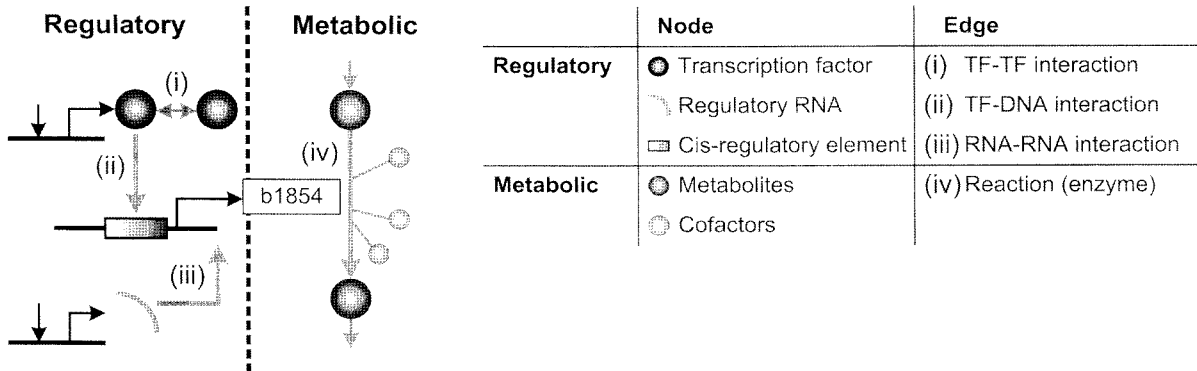 Regulatory
Metabolic
(i)
(ii)
(iii)
(iv)
b1854
Node Edge
Regulatory Transcription factor (i) TF-TF interaction
Regulatory RNA (ii) TF-DNA interaction
Cis-regulatory element (iii) RNA-RNA interaction
Metabolic Metabolites (iv) Reaction (enzyme)
Cofactors